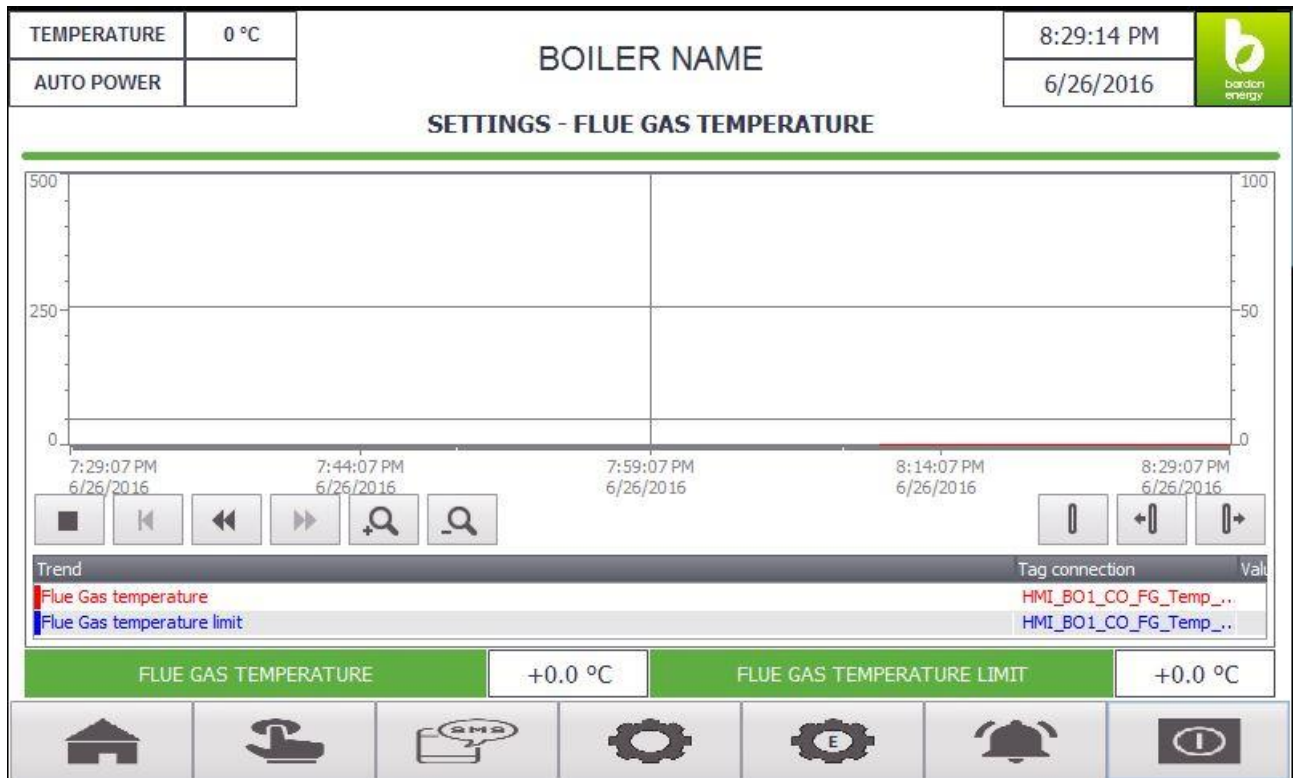 TEMPERATURE 0 °C
BOILER NAME
8:29:14 PM
AUTO POWER
6/26/2016
b
barden
energy
SETTINGS - FLUE GAS TEMPERATURE
500 100
250 50
0 0
7:29:07 PM 7:44:07 PM 7:59:07 PM 8:14:07 PM 8:29:07 PM
6/26/2016 6/26/2016 6/26/2016 6/26/2016 6/26/2016
Trend Tag connection Valu
Flue Gas temperature HMI_BO1_CO_FG_Temp_..
Flue Gas temperature limit HMI_BO1_CO_FG_Temp_..
FLUE GAS TEMPERATURE +0.0 °C FLUE GAS TEMPERATURE LIMIT +0.0 °C
E